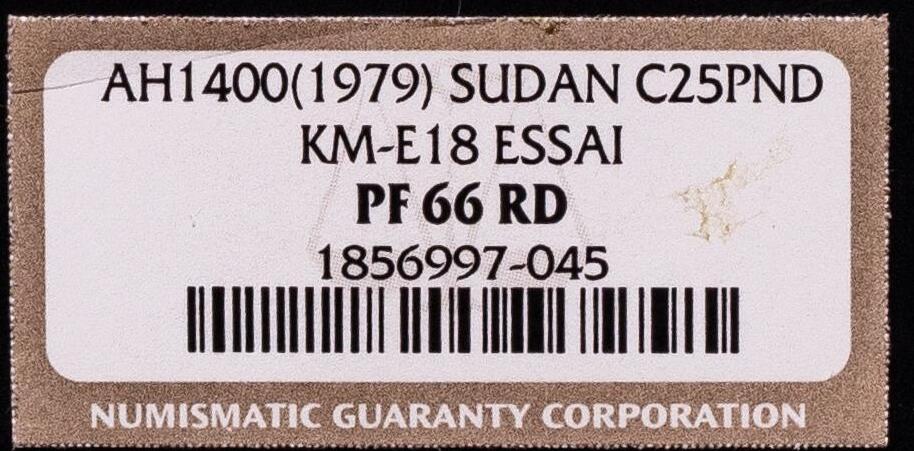 AH1400(1979) SUDAN C25PND
KM-E18 ESSAI
PF 66 RD
1856997-045
NUMISMATIC GUARANTY CORPORATION